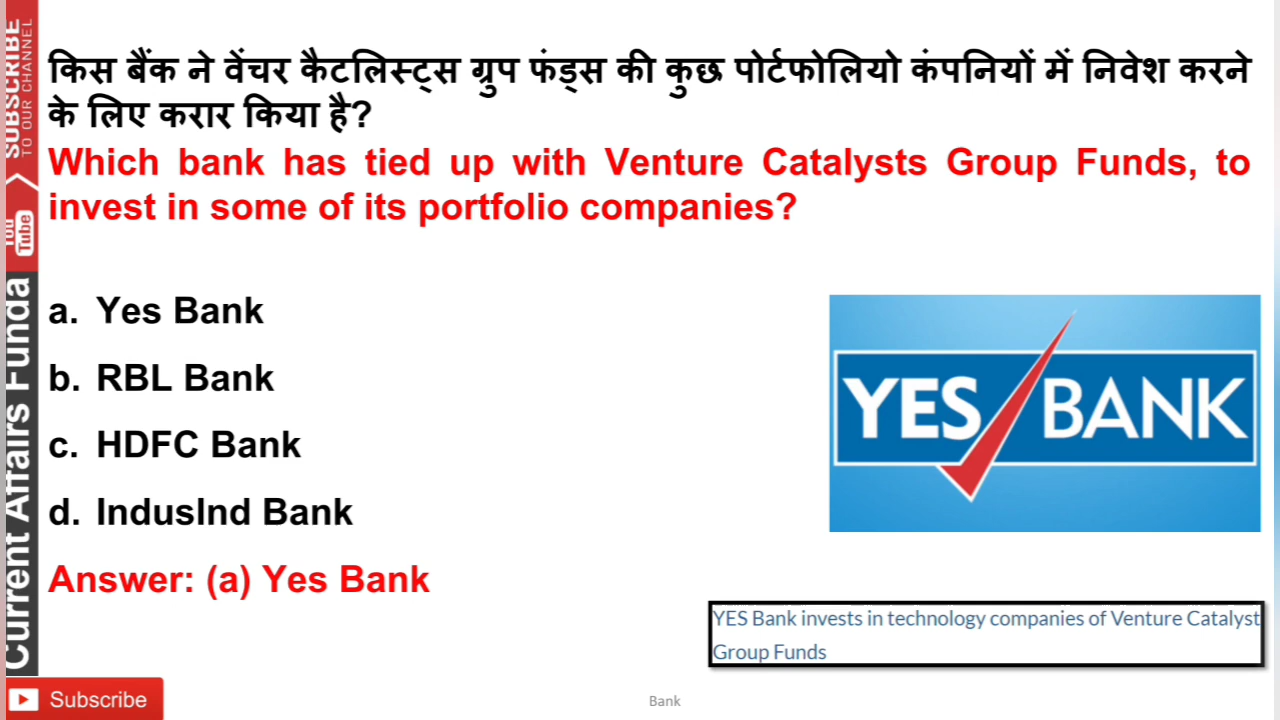 किस बैंक ने वेंचर कैटलिस्ट्स ग्रुप फंड्स की कुछ पोर्टफोलियो कंपनियों में निवेश करने
के लिए करार किया है?
Which bank has tied up with Venture Catalysts Group Funds, to
invest in some of its portfolio companies?
a. Yes Bank
b. RBL Bank
c. HDFC Bank
d. IndusInd Bank
Answer: (a) Yes Bank
YES BANK
YES Bank invests in technology companies of Venture Catalyst
Group Funds
Bank
SUBSCRIBE
TO OUR CHANNEL
You Tube
Current Affairs Funda
Subscribe